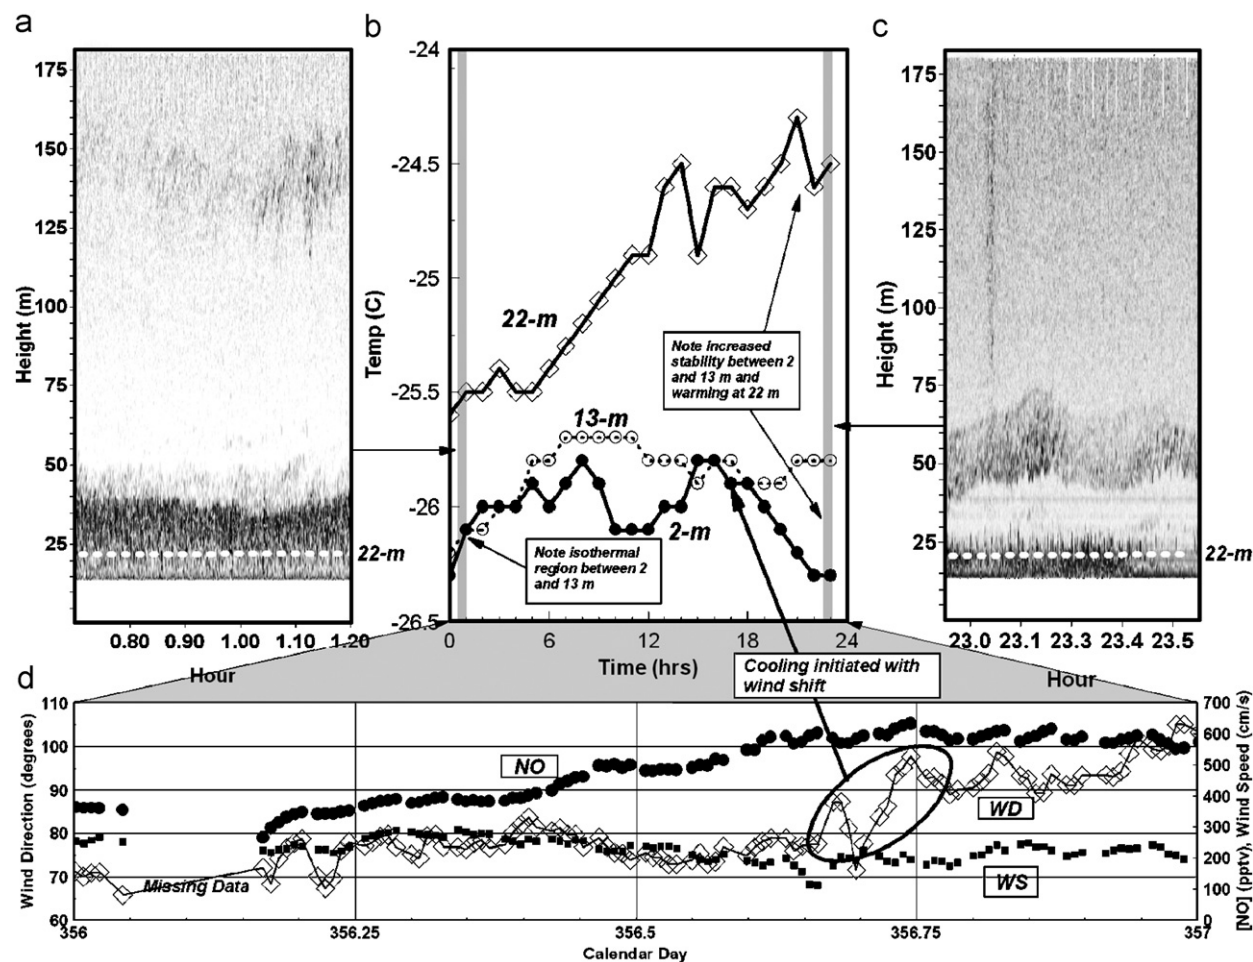 a
b
c
175
150
125
100
75
50
25
Height (m)
22-m
0.80
0.90
1.00
1.10
1.20
Hour
-24
-24.5
-25
-25.5
-26
-26.5
Temp (C)
22-m
13-m
2-m
Note increased
stability between 2
and 13 m and
warming at 22 m
Note isothermal
region between 2
and 13 m
0
6
12
18
24
Time (hrs)
175
150
125
100
75
50
25
Height (m)
22-m
23.0
23.1
23.3
23.4
23.5
Hour
Cooling initiated with
wind shift
d
110
100
90
80
70
60
Wind Direction (degrees)
NO
WD
WS
Missing Data
700
600
500
400
300
200
100
0
[NO] (pptv), Wind Speed (cm/s)
356
356.25
356.5
356.75
357
Calendar Day